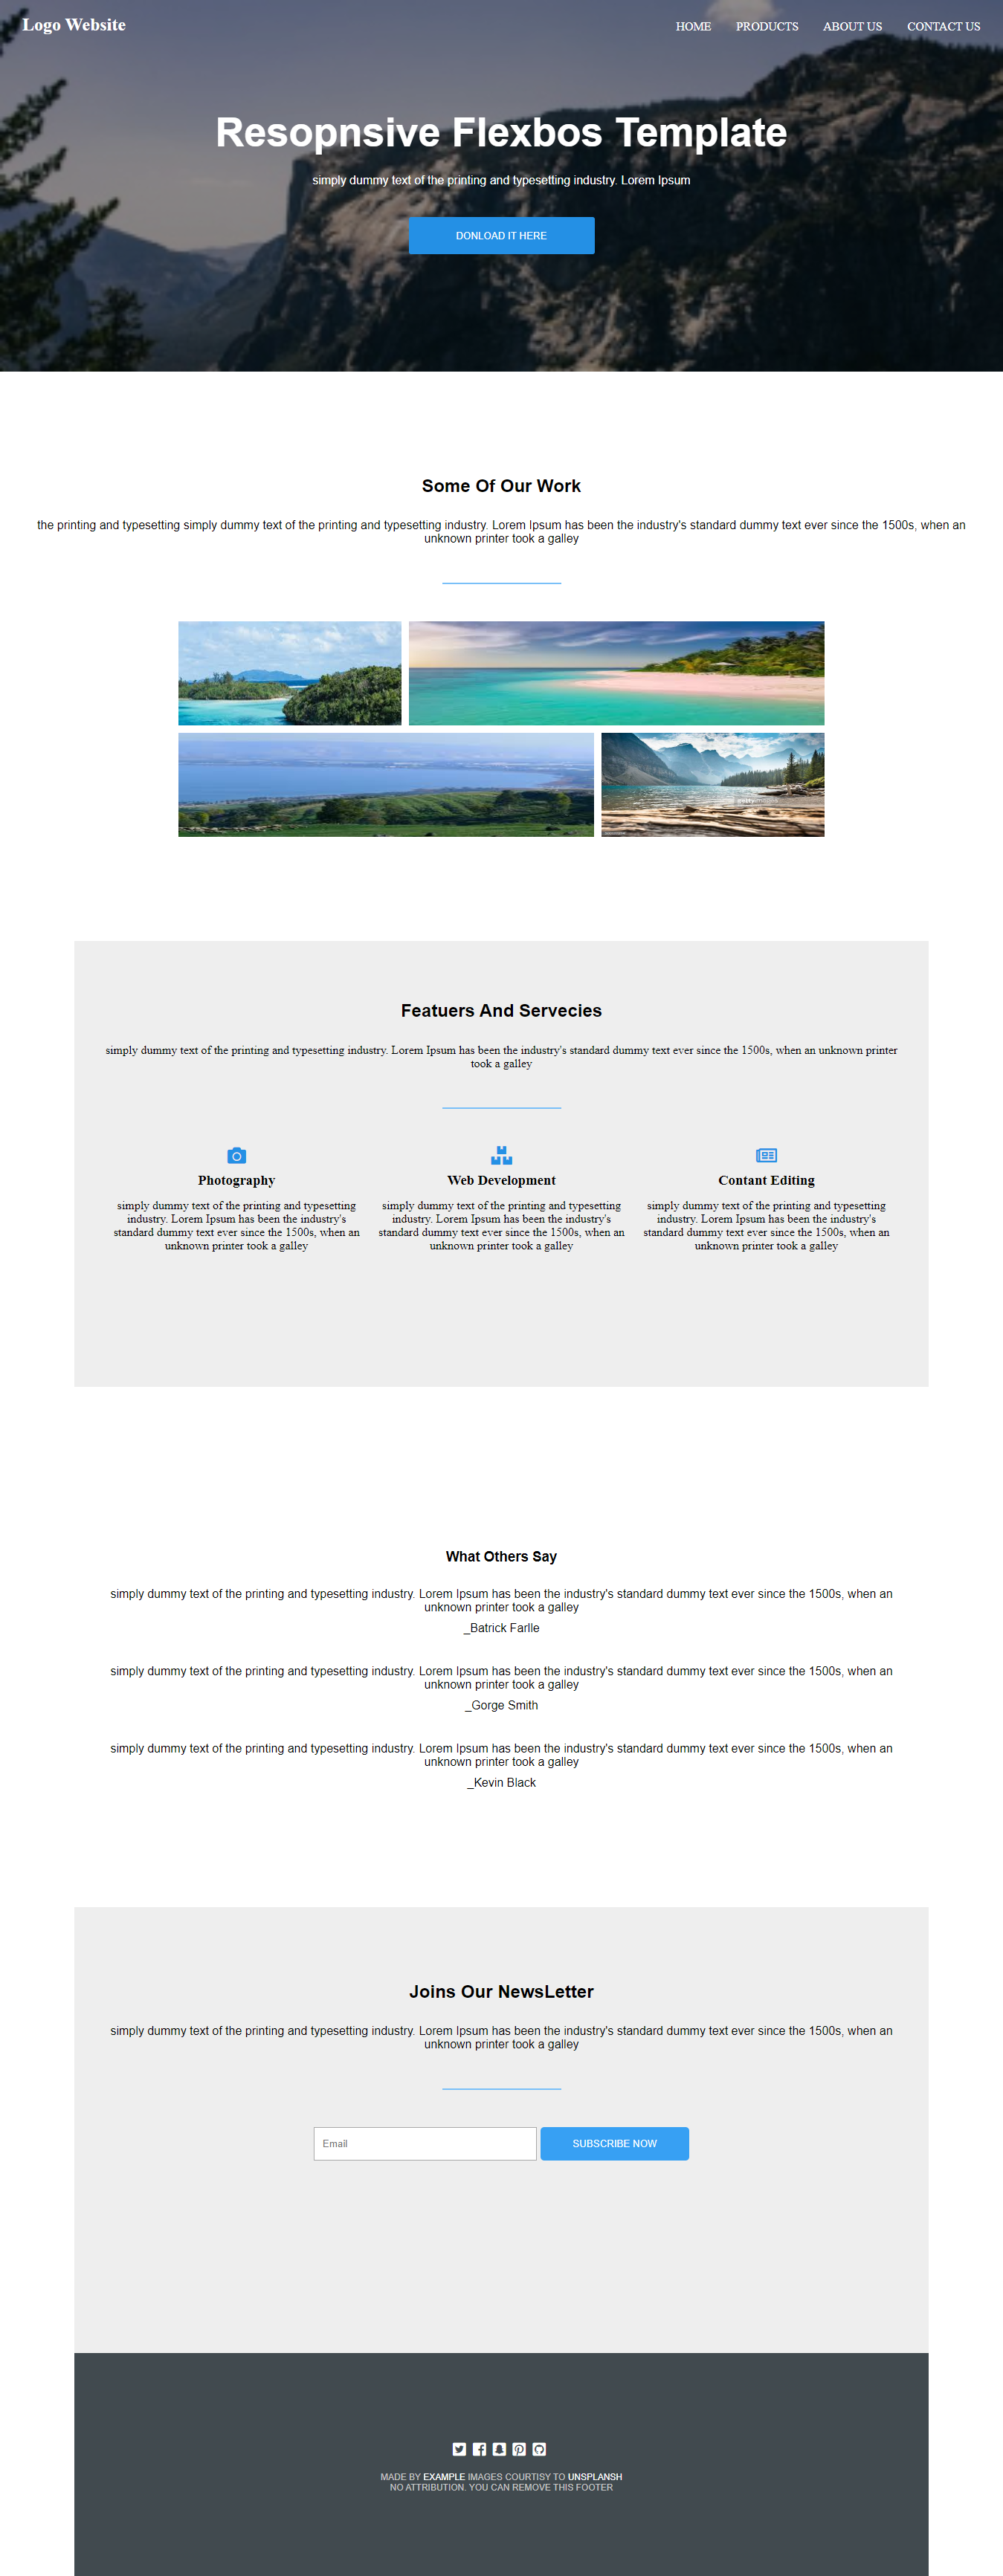 Logo Website
HOME PRODUCTS ABOUT US CONTACT US
Resopnsive Flexbos Template
simply dummy text of the printing and typesetting industry. Lorem Ipsum
DONLOAD IT HERE
Some Of Our Work
the printing and typesetting simply dummy text of the printing and typesetting industry. Lorem Ipsum has been the industry's standard dummy text ever since the 1500s, when an
unknown printer took a galley
Featuers And Servecies
simply dummy text of the printing and typesetting industry. Lorem Ipsum has been the industry's standard dummy text ever since the 1500s, when an unknown printer
took a galley
Photography
simply dummy text of the printing and typesetting
industry. Lorem Ipsum has been the industry's
standard dummy text ever since the 1500s, when an
unknown printer took a galley
Web Development
simply dummy text of the printing and typesetting
industry. Lorem Ipsum has been the industry's
standard dummy text ever since the 1500s, when an
unknown printer took a galley
Contant Editing
simply dummy text of the printing and typesetting
industry. Lorem Ipsum has been the industry's
standard dummy text ever since the 1500s, when an
unknown printer took a galley
What Others Say
simply dummy text of the printing and typesetting industry. Lorem Ipsum has been the industry's standard dummy text ever since the 1500s, when an
unknown printer took a galley
_Batrick Farlle
simply dummy text of the printing and typesetting industry. Lorem Ipsum has been the industry's standard dummy text ever since the 1500s, when an
unknown printer took a galley
_Gorge Smith
simply dummy text of the printing and typesetting industry. Lorem Ipsum has been the industry's standard dummy text ever since the 1500s, when an
unknown printer took a galley
_Kevin Black
Joins Our NewsLetter
simply dummy text of the printing and typesetting industry. Lorem Ipsum has been the industry's standard dummy text ever since the 1500s, when an
unknown printer took a galley
Email
SUBSCRIBE NOW
MADE BY EXAMPLE IMAGES COURTISY TO UNSPLANSH
NO ATTRIBUTION. YOU CAN REMOVE THIS FOOTER